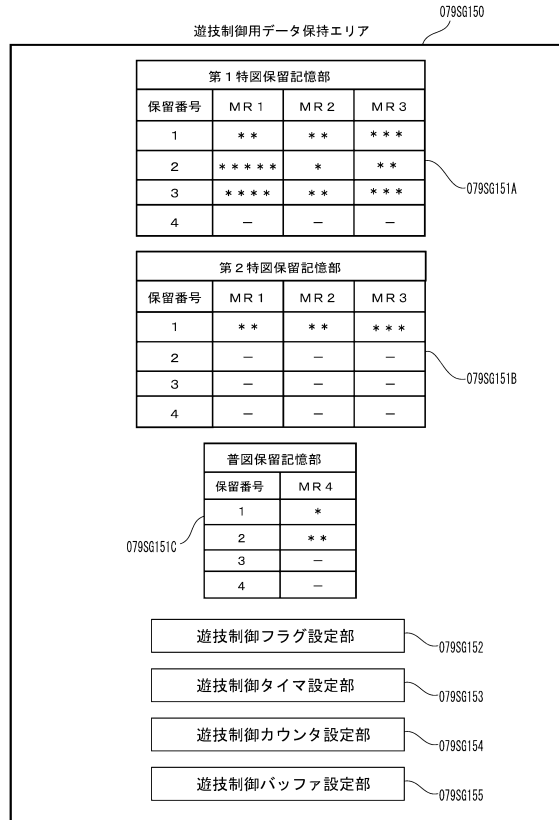 079SG150
遊技制御用データ保持エリア
第１特図保留記憶部
保留番号 ＭＲ１ ＭＲ２ ＭＲ３
1 ** ** ***
2 ***** * **
3 **** ** ***
4 － － －
079SG151A
第２特図保留記憶部
保留番号 ＭＲ１ ＭＲ２ ＭＲ３
1 ** ** ***
2 － － －
3 － － －
4 － － －
079SG151B
普図保留記憶部
保留番号 ＭＲ４
1 *
2 **
3 －
4 －
079SG151C
遊技制御フラグ設定部
079SG152
遊技制御タイマ設定部
079SG153
遊技制御カウンタ設定部
079SG154
遊技制御バッファ設定部
079SG155